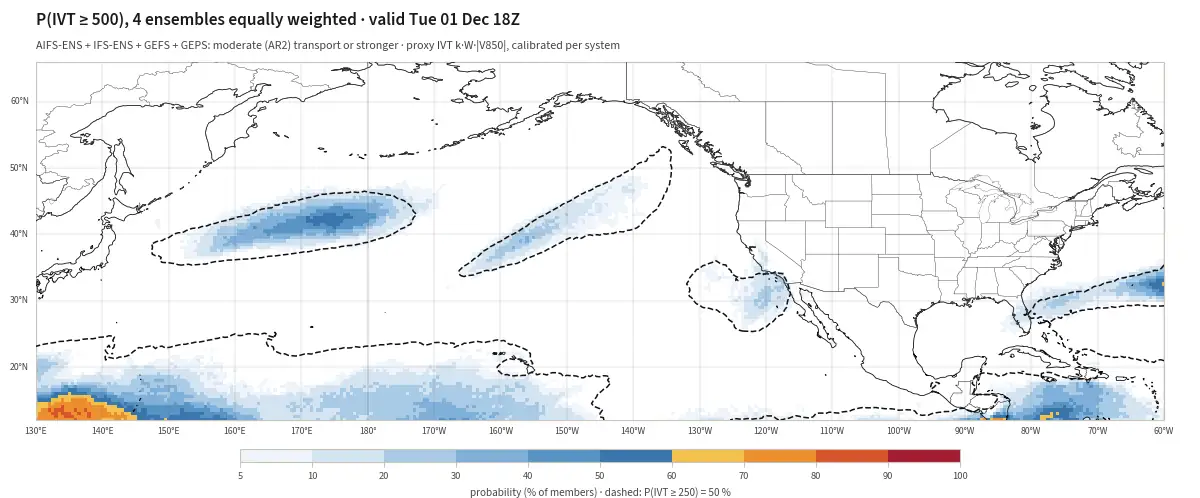 P(IVT ≥ 500), 4 ensembles equally weighted · valid Tue 01 Dec 18Z
AIFS-ENS + IFS-ENS + GEFS + GEPS: moderate (AR2) transport or stronger · proxy IVT k·W·|V850|, calibrated per system
60°N
50°N
40°N
30°N
20°N
130°E 140°E 150°E 160°E 170°E 180° 170°W 160°W 150°W 140°W 130°W 120°W 110°W 100°W 90°W 80°W 70°W 60°W
5 10 20 30 40 50 60 70 80 90 100
probability (% of members) · dashed: P(IVT ≥ 250) = 50 %